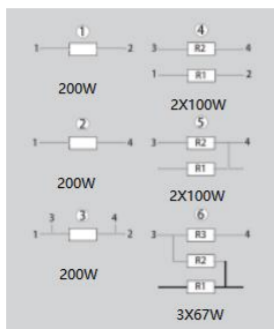 ① ④
1 2 3 R2 4
1 R1 2
200W 2X100W
② ⑤
1 4 3 R2 4
R1
200W 2X100W
③ ⑥
3 4
1 2 3 R3 4
R2
R1
200W 3X67W